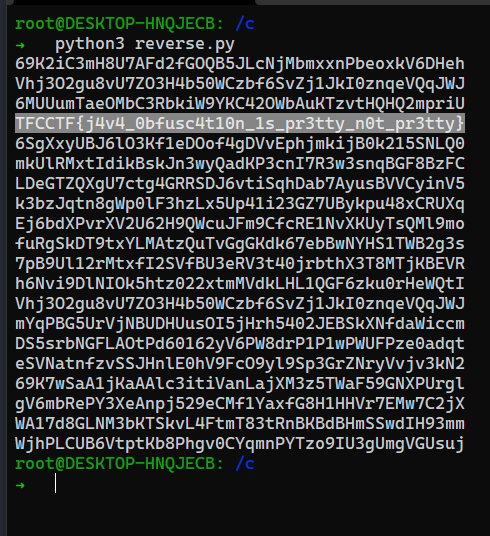 root@DESKTOP-HNQJECB: /c
→ python3 reverse.py
69K2iC3mH8U7AFd2fGOQB5JLcNjMbmxxnPbeoxkV6DHeh
Vhj3O2gu8vU7ZO3H4b50WCzbf6SvZj1JkI0znqeVQqJWJ
6MUUumTaeOMbC3RbkiW9YKC42OWbAuKTzvtHQHQ2mpriU
TFCCTF{j4v4_0bfusc4t10n_1s_pr3tty_n0t_pr3tty}
6SgXxyUBJ6lO3Kf1eDOof4gDVvEphjmkijB0k215SNLQ0
mkUlRMxtIdikBskJn3wyQadKP3cnI7R3w3snqBGF8BzFC
LDeGTZQXgU7ctg4GRRSDJ6vtiSqhDab7AyusBVVCyinV5
k3bzJqtn8gWp0lF3hzLx5Up41i23GZ7UBykpu48xCRUXq
Ej6bdXPvrXV2U62H9QWcuJFm9CfcRE1NvXKUyTsQMl9mo
fuRgSkDT9txYLMAtzQuTvGgGKdk67ebBwNYHS1TWB2g3s
7pB9Ul12rMtxfI2SVfBU3eRV3t40jrbthX3T8MTjKBEVR
h6Nvi9DlNIOk5htz022xtmMVdkLHL1QGF6zku0rHeWQtI
Vhj3O2gu8vU7ZO3H4b50WCzbf6SvZj1JkI0znqeVQqJWJ
mYqPBG5UrVjNBUDHUusOI5jHrh5402JEBSkXNfdaWiccm
DS5srbNGFLAOtPd60162yV6PW8drP1P1wPWUFPze0adqt
eSVNatnfzvSSJHnlE0hV9FcO9yl9Sp3GrZNryVvjv3kN2
69K7wSaA1jKaAAlc3itiVanLajXM3z5TWaF59GNXPUrgl
gV6mbRePY3XeAnpj529eCMf1YaxfG8H1HHVr7EMw7C2jX
WA17d8GLNM3bKTSkvL4FtmT83tRnBKBdBHmSSwdIH93mm
WjhPLCUB6VtptKb8Phgv0CYqmnPYTzo9IU3gUmgVGUsuj
root@DESKTOP-HNQJECB: /c
→